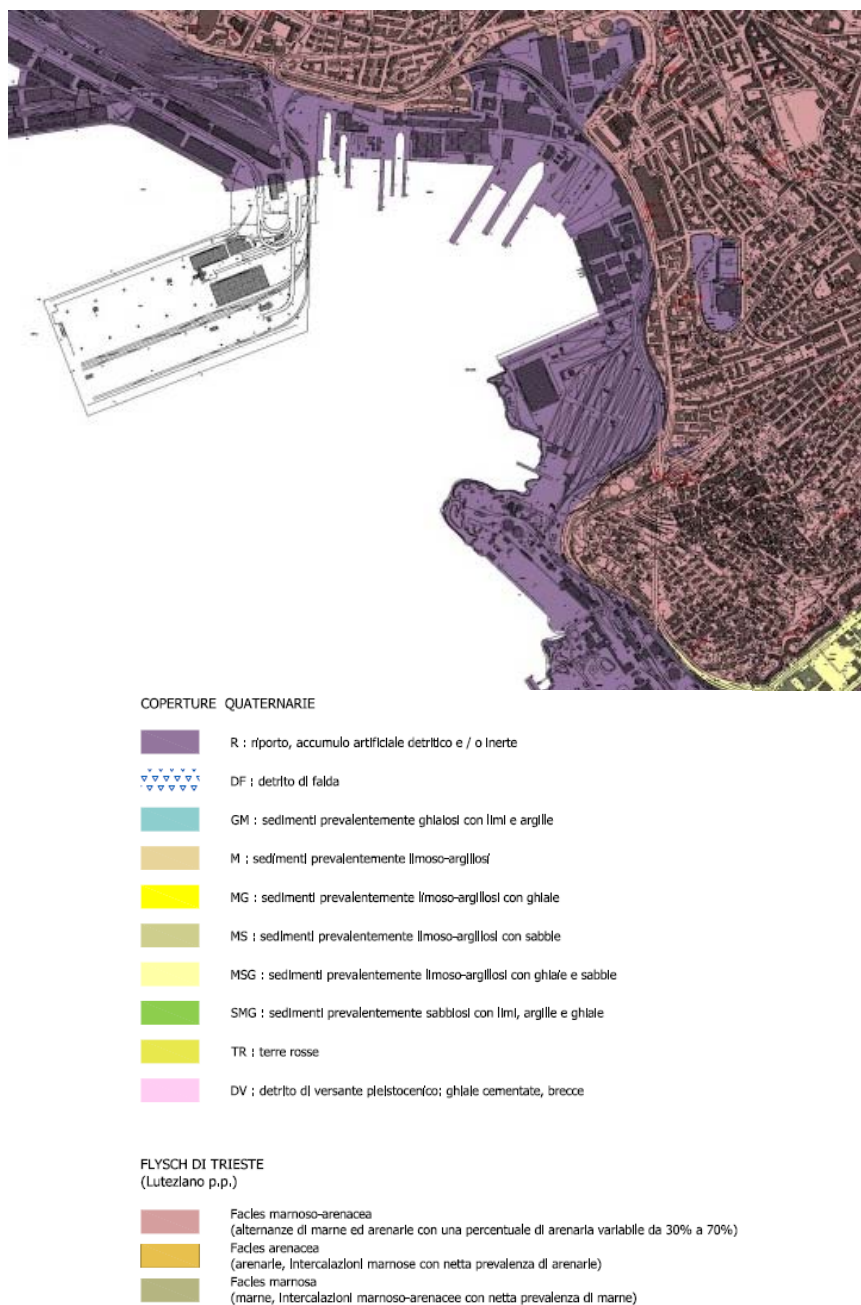 COPERTURE QUATERNARIE
R : riporto, accumulo artificiale detritico e / o inerte
DF : detrito di falda
GM : sedimenti prevalentemente ghiaiosi con limi e argille
M : sedimenti prevalentemente limoso-argillosi
MG : sedimenti prevalentemente limoso-argillosi con ghiaie
MS : sedimenti prevalentemente limoso-argillosi con sabbie
MSG : sedimenti prevalentemente limoso-argillosi con ghiaie e sabbie
SMG : sedimenti prevalentemente sabbiosi con limi, argille e ghiaie
TR : terre rosse
DV : detrito di versante pleistocenico: ghiaie cementate, brecce
FLYSCH DI TRIESTE
(Luteziano p.p.)
Facies marnoso-arenacea
(alternanze di marne ed arenarie con una percentuale di arenaria variabile da 30% a 70%)
Facies arenacea
(arenarie, intercalazioni marnose con netta prevalenza di arenarie)
Facies marnosa
(marne, intercalazioni marnoso-arenacee con netta prevalenza di marne)